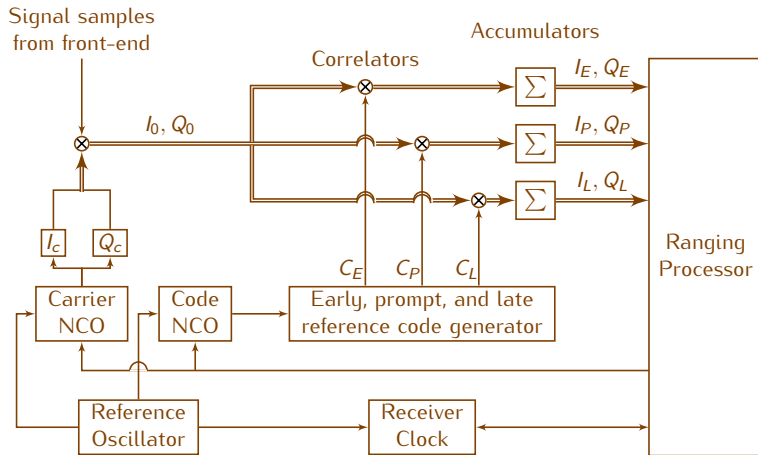 Signal samples
from front-end
Accumulators
Correlators
I_E, Q_E
∑
I_0, Q_0
I_P, Q_P
∑
I_L, Q_L
∑
I_c
Q_c
Ranging
Processor
C_E
C_P
C_L
Carrier
NCO
Code
NCO
Early, prompt, and late
reference code generator
Reference
Oscillator
Receiver
Clock